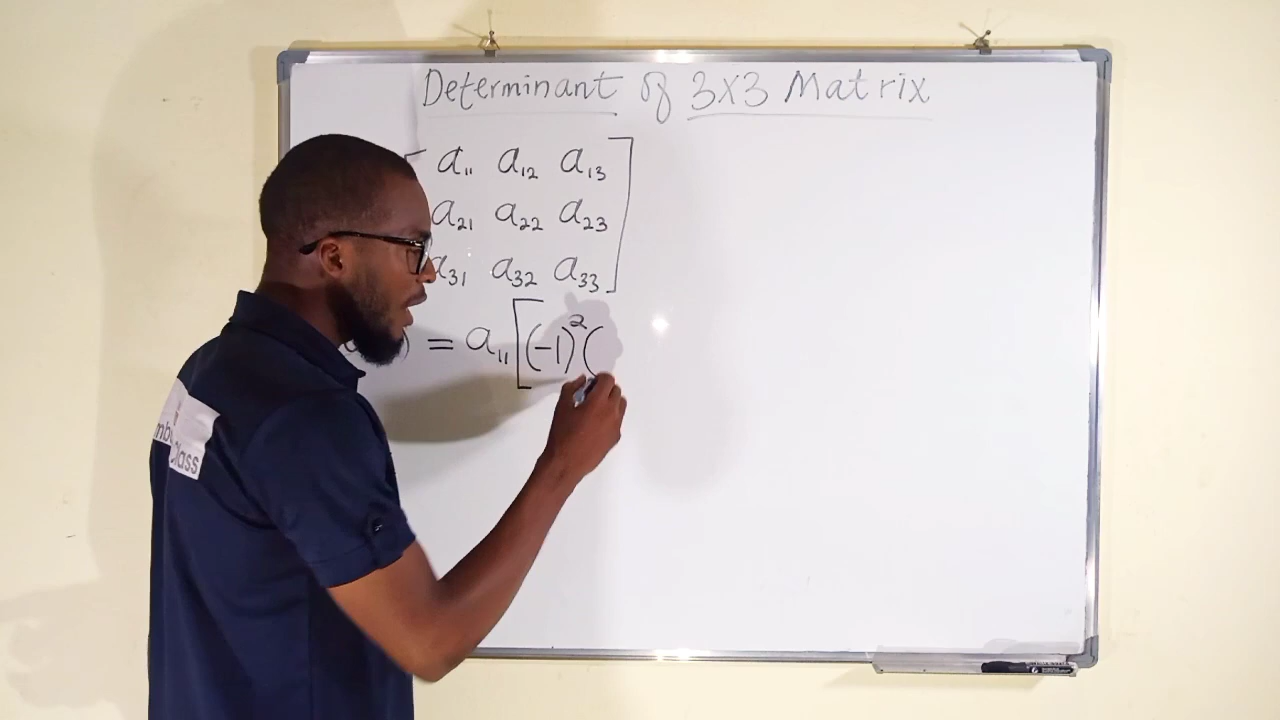 Determinant of 3x3 Matrix
a₁₁ a₁₂ a₁₃
a₂₁ a₂₂ a₂₃
a₃₁ a₃₂ a₃₃
) = a₁₁[(-1)²(